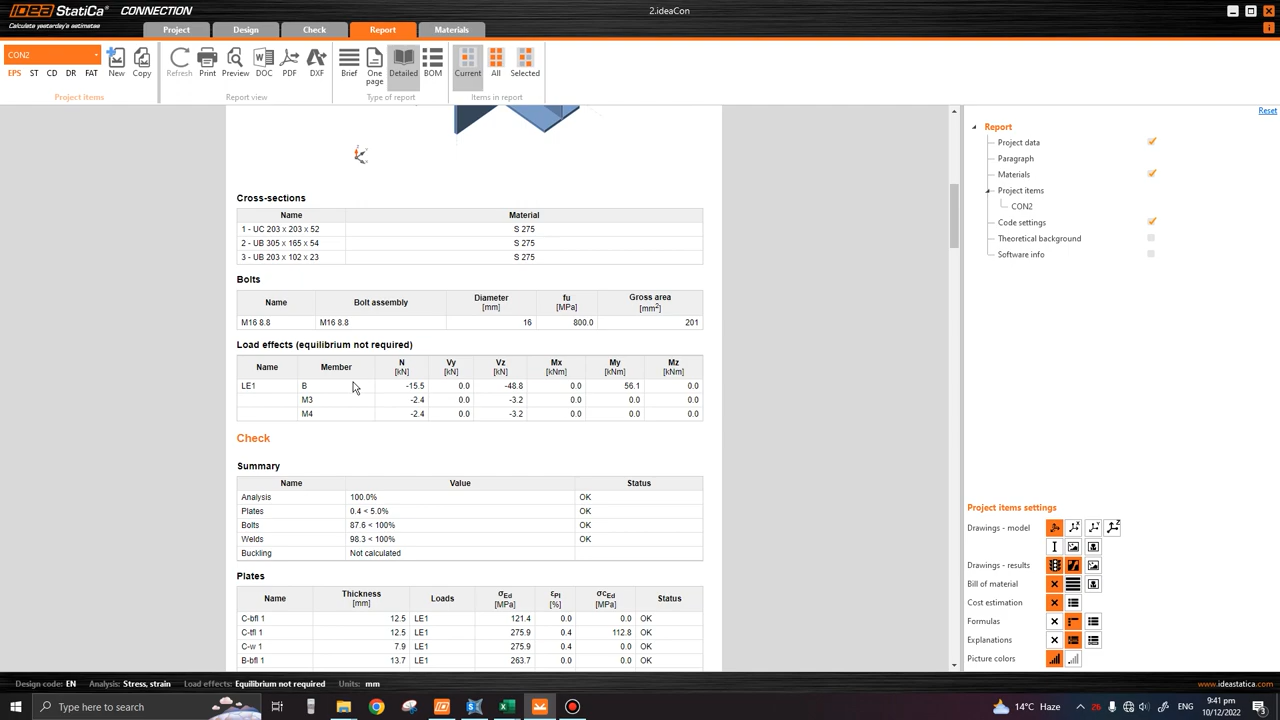 IDEA StatiCa® CONNECTION
Calculate yesterday's estimates
2.ideaCon
Project Design Check Report Materials
CON2
EPS ST CD DR FAT
New Copy
Project items
Refresh Print Preview DOC PDF DXF
Report view
Brief One page Detailed BOM
Type of report
Current All Selected
Items in report
Reset
Report
Project data
Paragraph
Materials
Project items
CON2
Code settings
Theoretical background
Software info
Cross-sections
Name Material
1 - UC 203 x 203 x 52 S 275
2 - UB 305 x 165 x 54 S 275
3 - UB 203 x 102 x 23 S 275
Bolts
Name Bolt assembly Diameter [mm] fu [MPa] Gross area [mm²]
M16 8.8 M16 8.8 16 800.0 201
Load effects (equilibrium not required)
Name Member N [kN] Vy [kN] Vz [kN] Mx [kNm] My [kNm] Mz [kNm]
LE1 B -15.5 0.0 -48.8 0.0 56.1 0.0
M3 -2.4 0.0 -3.2 0.0 0.0 0.0
M4 -2.4 0.0 -3.2 0.0 0.0 0.0
Check
Summary
Name Value Status
Analysis 100.0% OK
Plates 0.4 < 5.0% OK
Bolts 87.6 < 100% OK
Welds 98.3 < 100% OK
Buckling Not calculated
Plates
Name Thickness [mm] Loads σEd [MPa] εPl [%] σcEd [MPa] Status
C-bfl 1 12.5 LE1 121.4 0.0 0.0 OK
C-tfl 1 12.5 LE1 275.9 0.4 112.8 OK
C-w 1 7.9 LE1 275.9 0.4 0.0 OK
B-bfl 1 13.7 LE1 263.7 0.0 0.0 OK
Project items settings
Drawings - model
Drawings - results
Bill of material
Cost estimation
Formulas
Explanations
Picture colors
Design code: EN Analysis: Stress, strain Load effects: Equilibrium not required Units: mm
www.ideastatica.com
Type here to search
14°C Haze
26
ENG
9:41 pm
10/12/2022